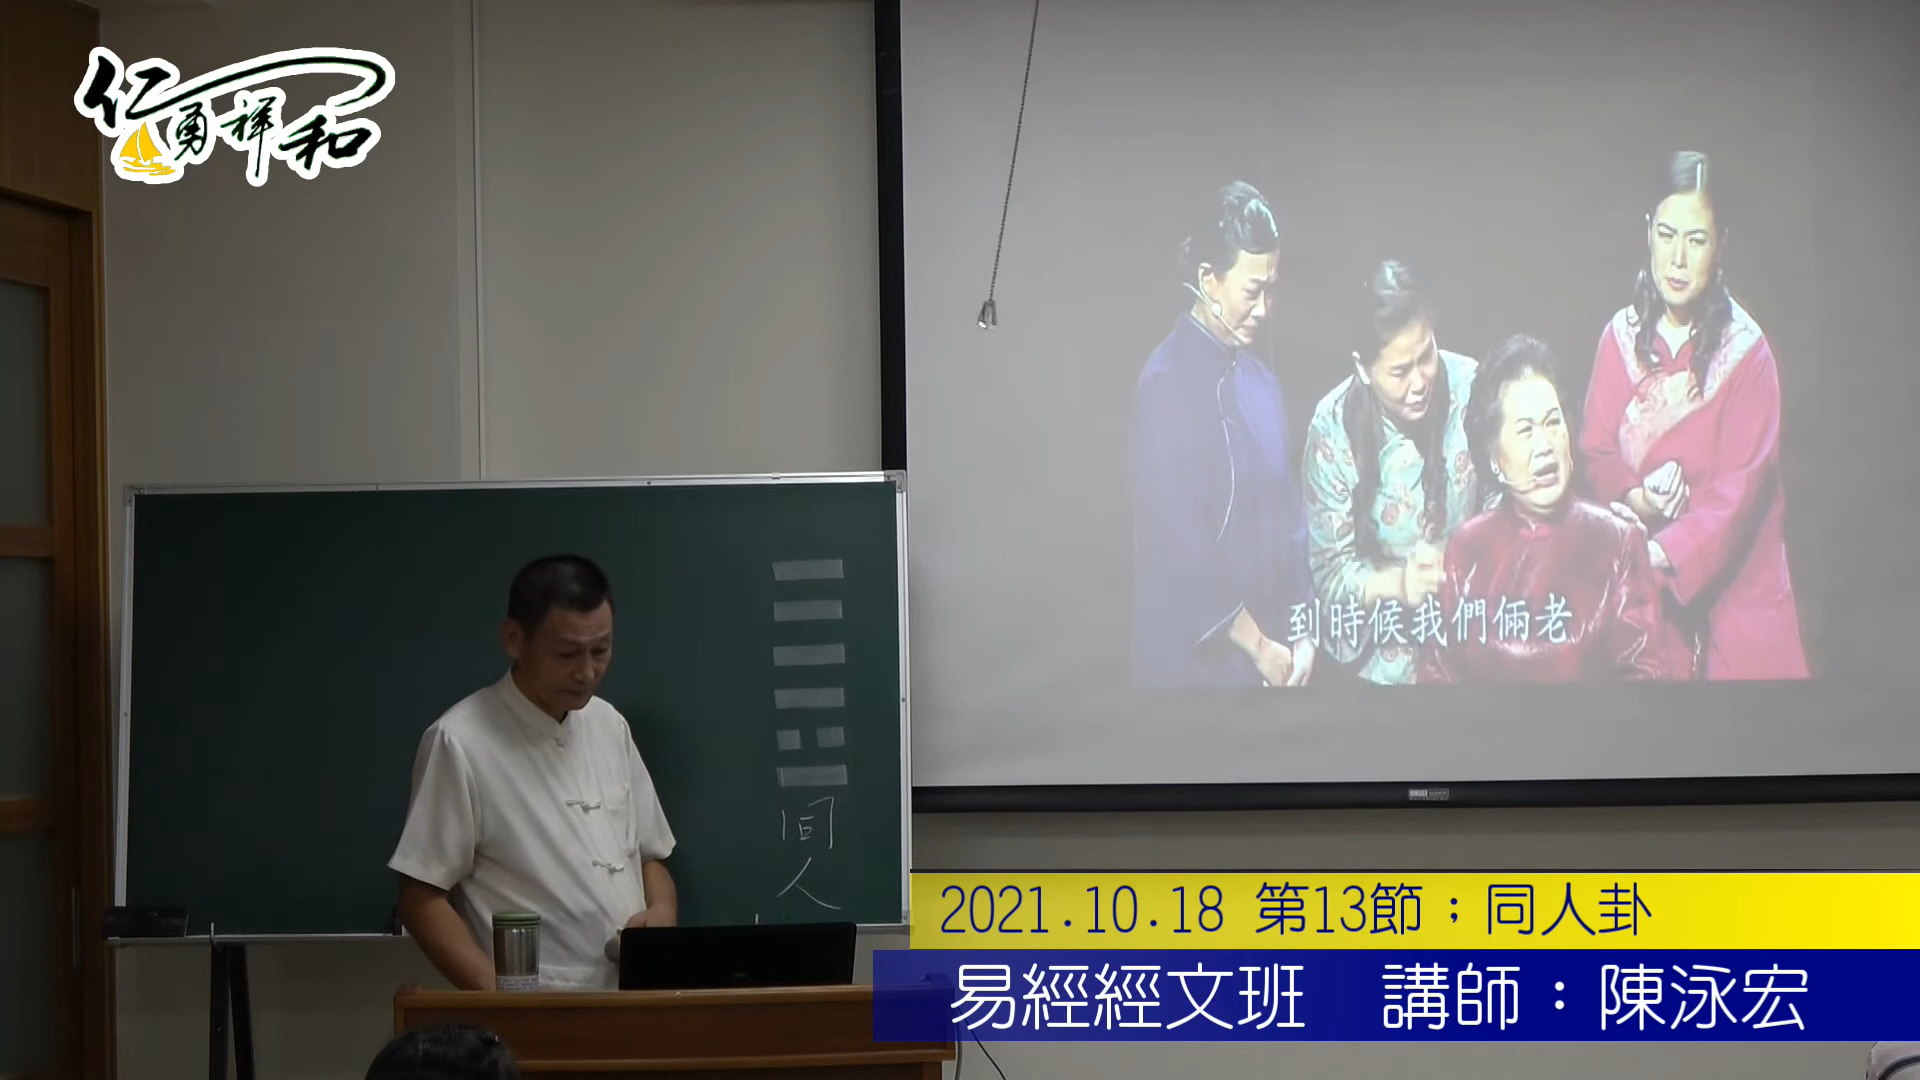 仁勇祥和
到時候我們倆老
同人
2021.10.18 第13節；同人卦
易經經文班 講師：陳泳宏